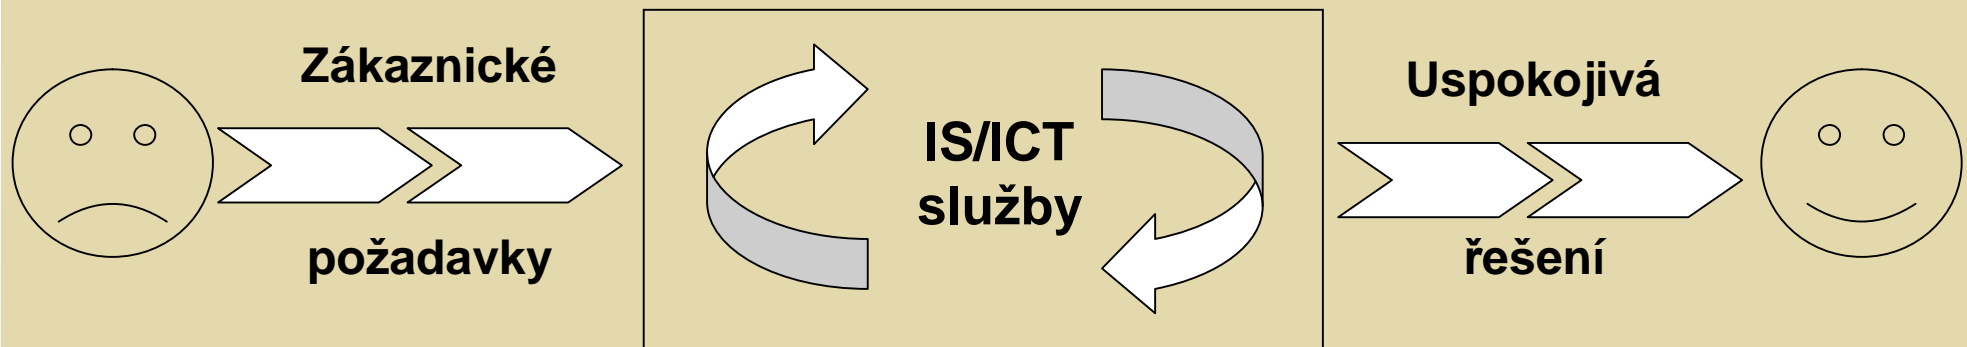 Zákaznické
požadavky
IS/ICT
služby
Uspokojivá
řešení